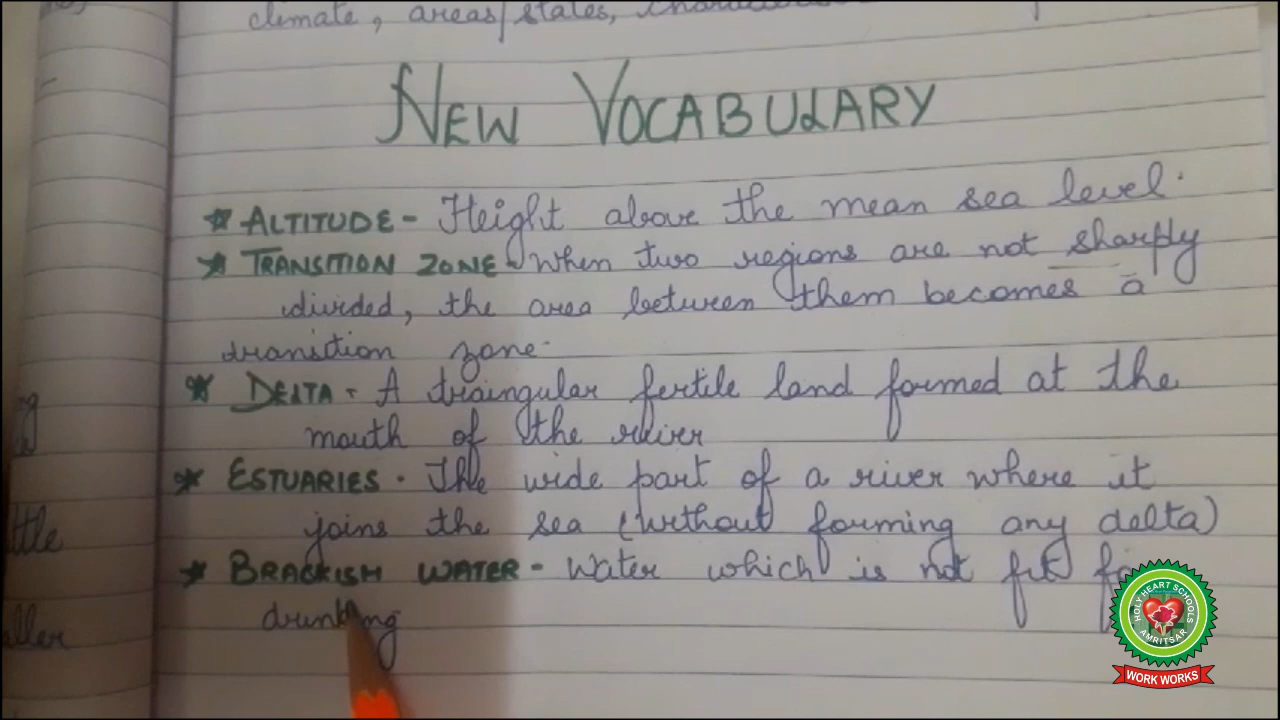 climate, areas/states,
NEW VOCABULARY
ALTITUDE - Height above the mean sea level.
TRANSITION ZONE - When two regions are not sharply
divided, the area between them becomes a
transition zone.
DELTA - A traingular fertile land formed at the
mouth of the river
ESTUARIES - The wide part of a river where it
joins the sea (without forming any delta)
BRACKISH WATER - Water which is not fit
drinking
HOLY HEART SCHOOLS
AMRITSAR
WORK WORKS